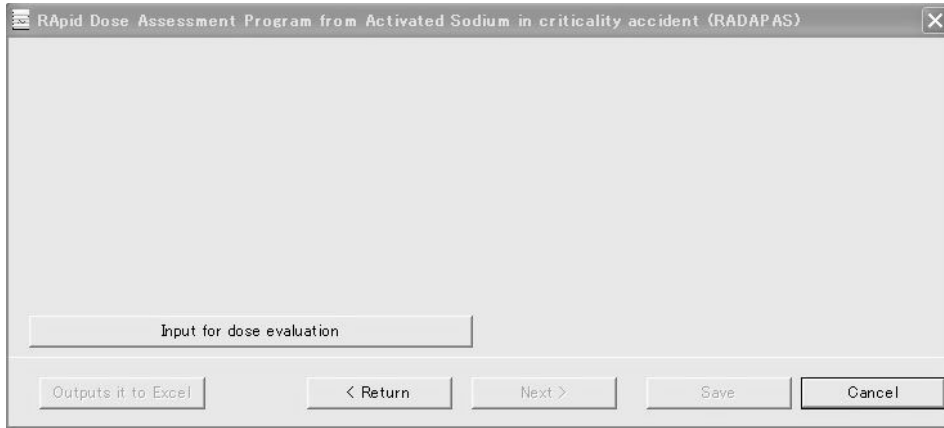 RApid Dose Assessment Program from Activated Sodium in criticality accident (RADAPAS)
Input for dose evaluation
Outputs it to Excel < Return Next > Save Cancel